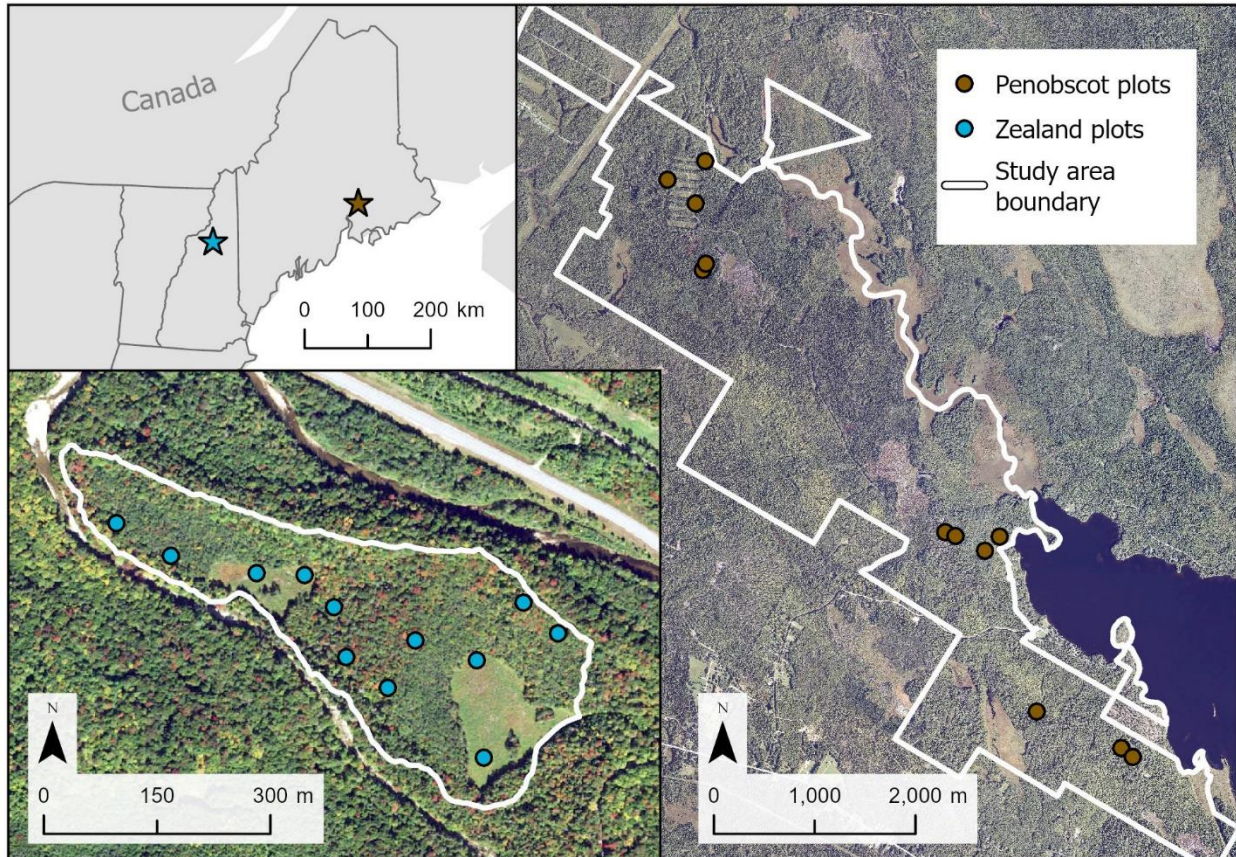 Canada
0 100 200 km
Penobscot plots
Zealand plots
Study area
boundary
N
0 150 300 m
N
0 1,000 2,000 m